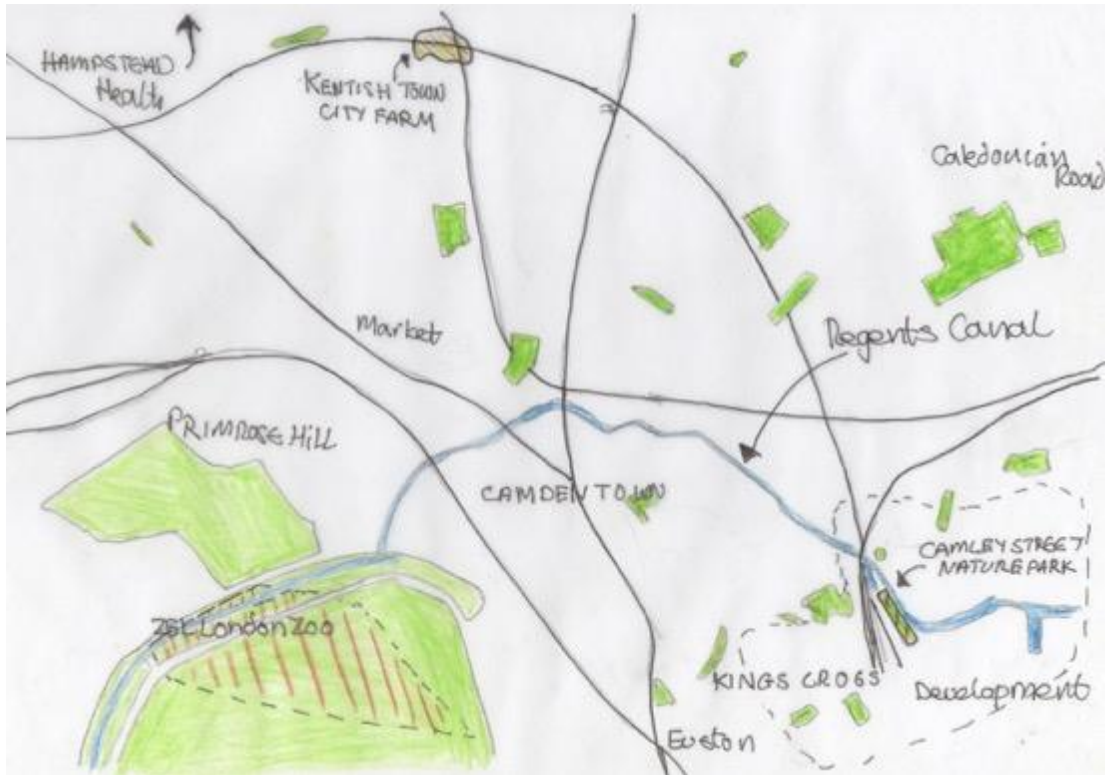 HAMPSTEAD
Health
KENTISH TOWN
CITY FARM
Caledonian
Road
Market
Regents Canal
PRIMROSE HILL
CAMDEN TOWN
CAMLEY STREET
NATURE PARK
ZSL London Zoo
KINGS CROSS
Development
Euston